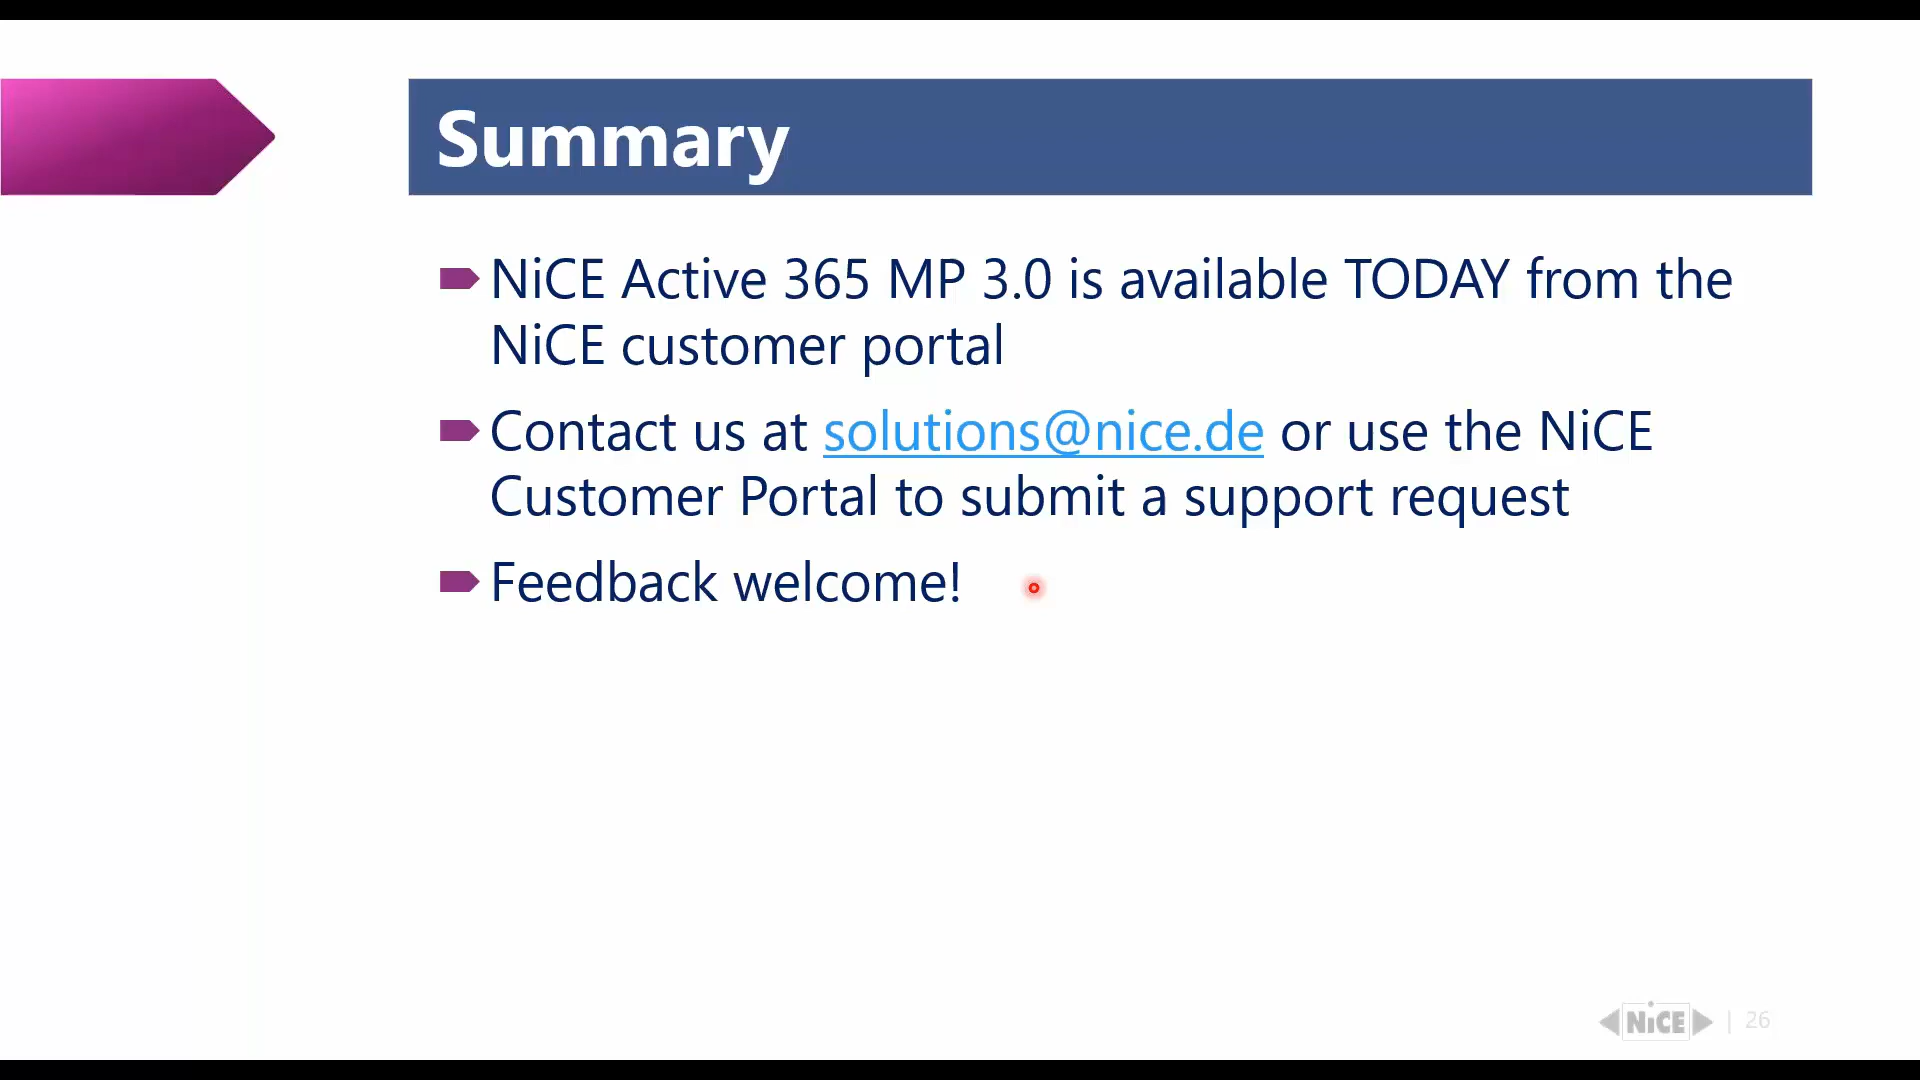 Summary
NiCE Active 365 MP 3.0 is available TODAY from the
NiCE customer portal
Contact us at solutions@nice.de or use the NiCE
Customer Portal to submit a support request
Feedback welcome!
NiCE | 26